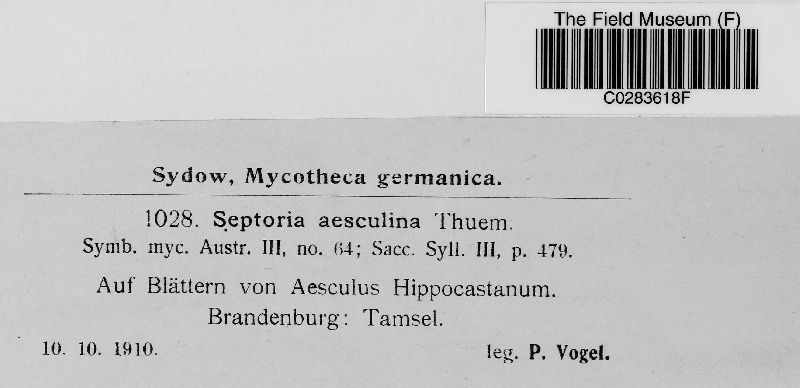 The Field Museum (F)
C0283618F
Sydow, Mycotheca germanica.
1028. Septoria aesculina Thuem.
Symb. myc. Austr. III, no. 64; Sacc. Syll. III, p. 479.
Auf Blättern von Aesculus Hippocastanum.
Brandenburg: Tamsel.
10. 10. 1910. leg. P. Vogel.